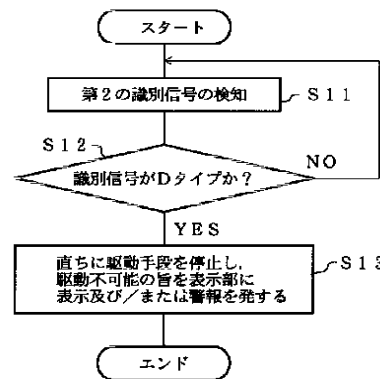 スタート
第２の識別信号の検知
Ｓ１１
Ｓ１２
識別信号がＤタイプか？
ＮＯ
ＹＥＳ
直ちに駆動手段を停止し，
駆動不可能の旨を表示部に
表示及び／または警報を発する
Ｓ１３
エンド